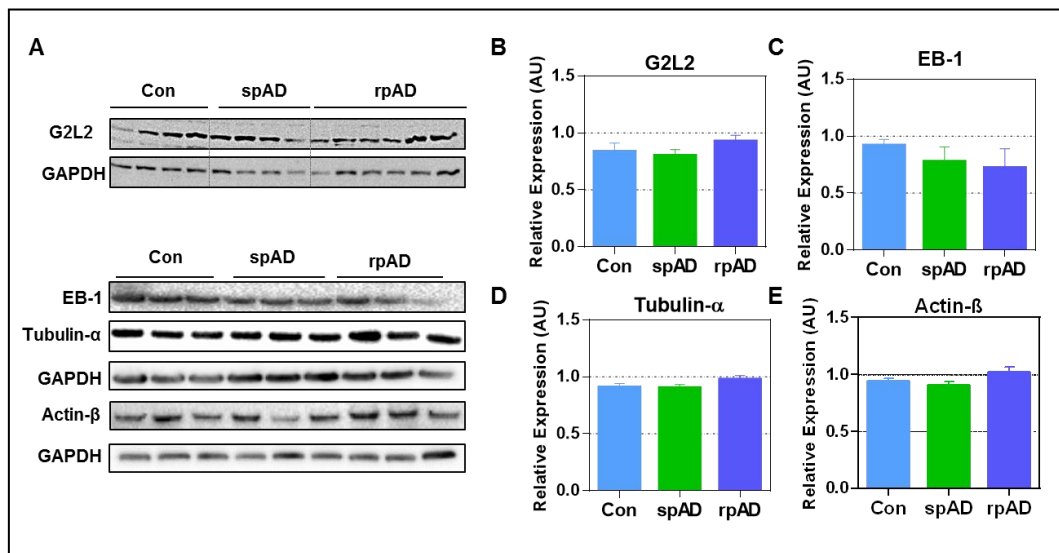 A
Con spAD rpAD
G2L2
GAPDH
Con spAD rpAD
EB-1
Tubulin-α
GAPDH
Actin-β
GAPDH
B
G2L2
Relative Expression (AU)
1.5
1.0
0.5
0.0
Con spAD rpAD
C
EB-1
Relative Expression (AU)
1.5
1.0
0.5
0.0
Con spAD rpAD
D
Tubulin-α
Relative Expression (AU)
1.5
1.0
0.5
0.0
Con spAD rpAD
E
Actin-ß
Relative Expression (AU)
1.5
1.0
0.5
0.0
Con spAD rpAD